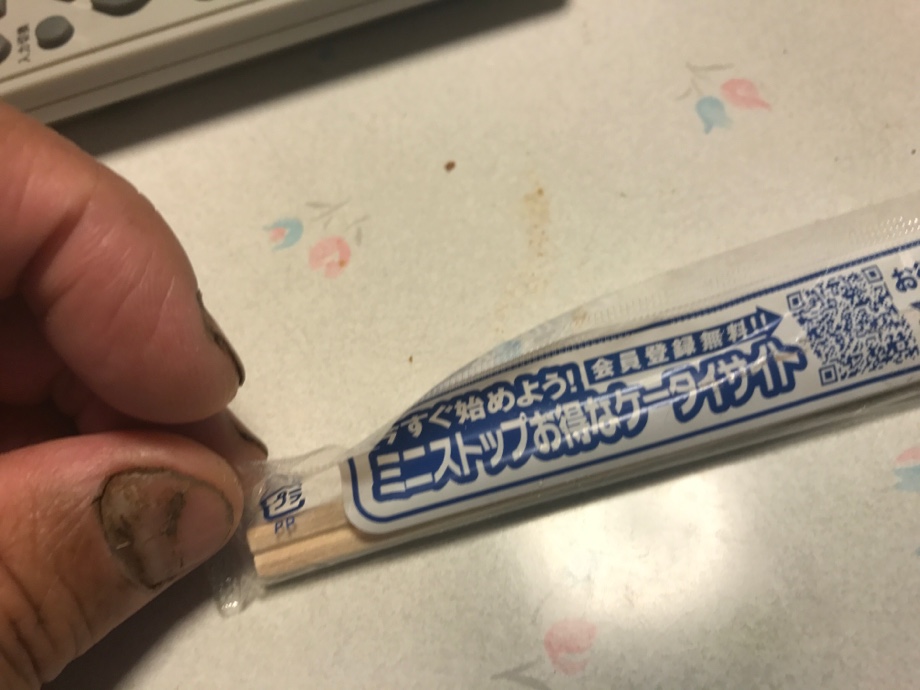 すぐ始めよう!
会員登録無料!!
ミニストップお得なケータイサイト
お
プラ
PP